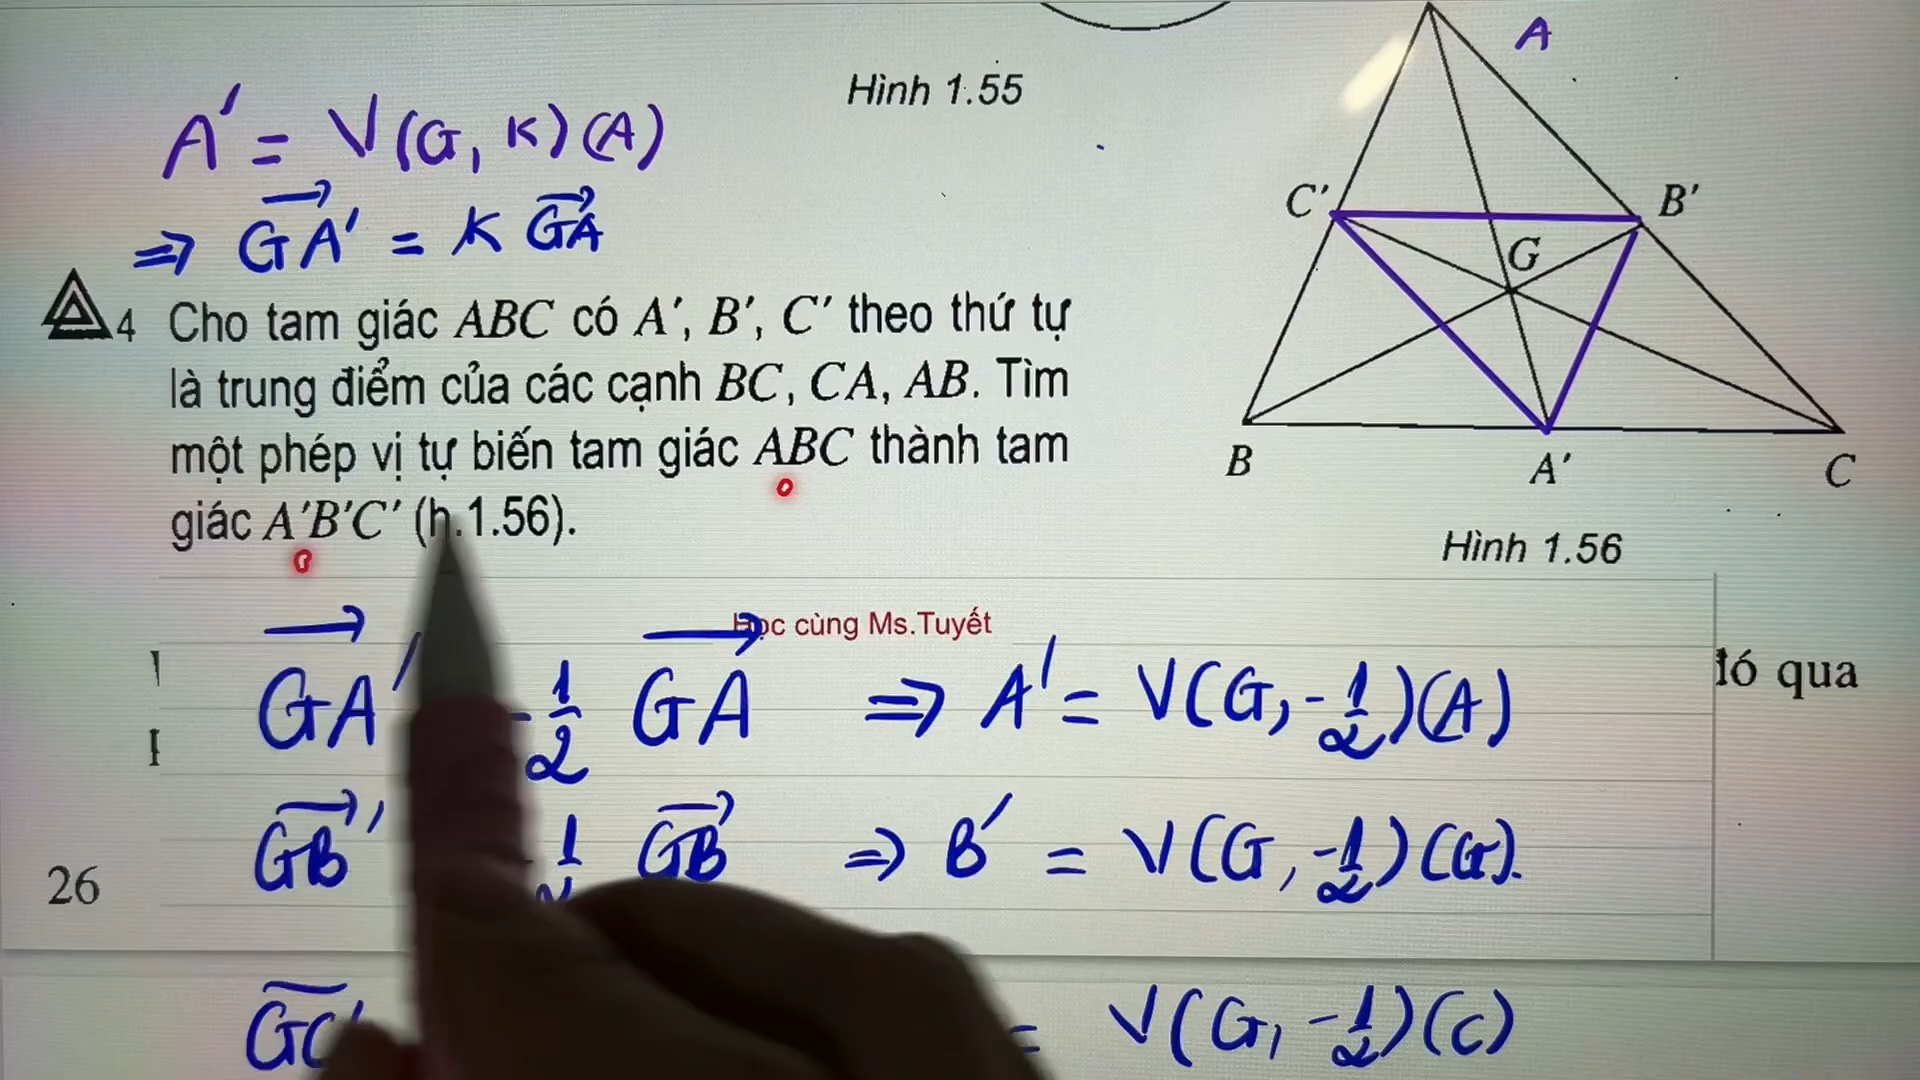 Hình 1.55
A
A' = V(G, K)(A)
C'
B'
⇒ GA' = K GA
G
4 Cho tam giác ABC có A', B', C' theo thứ tự
là trung điểm của các cạnh BC, CA, AB. Tìm
một phép vị tự biến tam giác ABC thành tam
giác A'B'C' (h.1.56).
B
A'
C
Hình 1.56
Học cùng Ms.Tuyết
GA' -1/2 GA ⇒ A' = V(G, -1/2)(A)
đó qua
GB' -1/2 GB ⇒ B' = V(G, -1/2)(G).
26
GC' = V(G, -1/2)(C)